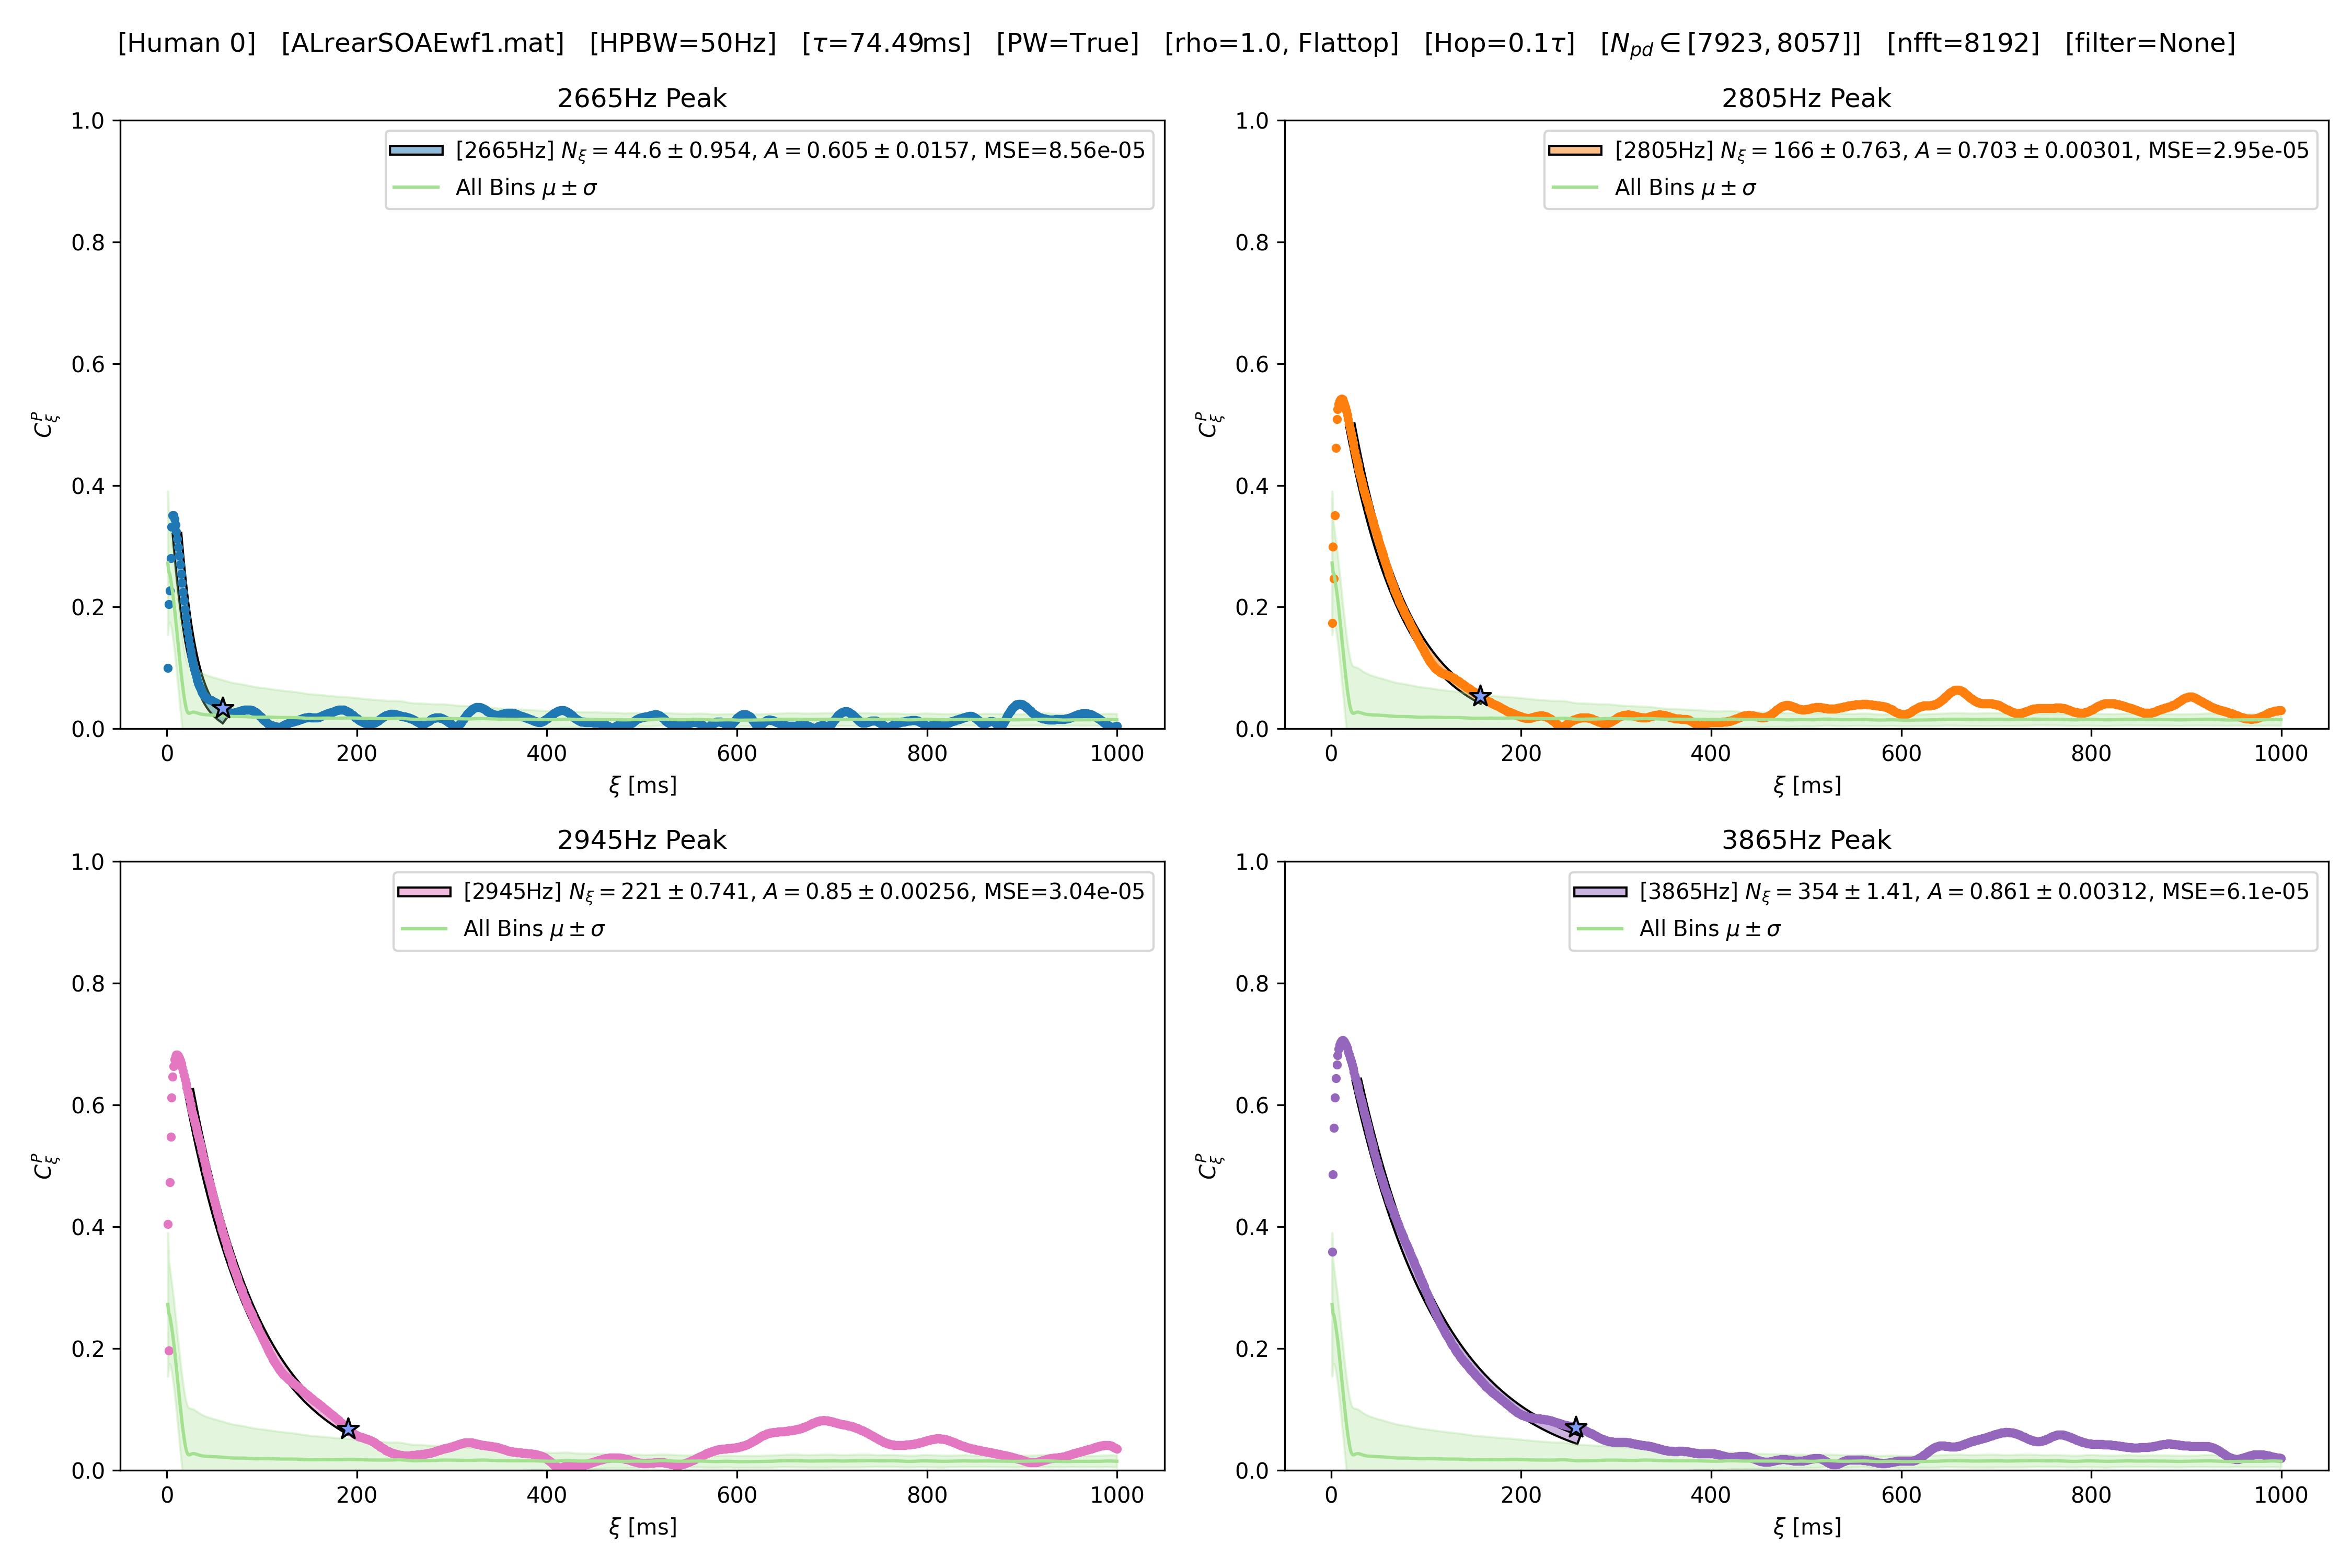 [Human 0] [ALrearSOAEwf1.mat] [HPBW=50Hz] [τ=74.49ms] [PW=True] [rho=1.0, Flattop] [Hop=0.1τ] [N_pd ∈ [7923, 8057]] [nfft=8192] [filter=None]
2665Hz Peak
[2665Hz] N_ξ = 44.6 ± 0.954, A = 0.605 ± 0.0157, MSE=8.56e-05
All Bins μ ± σ
1.0
0.8
0.6
0.4
0.2
0.0
C_ξ^P
0 200 400 600 800 1000
ξ [ms]
2805Hz Peak
[2805Hz] N_ξ = 166 ± 0.763, A = 0.703 ± 0.00301, MSE=2.95e-05
All Bins μ ± σ
1.0
0.8
0.6
0.4
0.2
0.0
C_ξ^P
0 200 400 600 800 1000
ξ [ms]
2945Hz Peak
[2945Hz] N_ξ = 221 ± 0.741, A = 0.85 ± 0.00256, MSE=3.04e-05
All Bins μ ± σ
1.0
0.8
0.6
0.4
0.2
0.0
C_ξ^P
0 200 400 600 800 1000
ξ [ms]
3865Hz Peak
[3865Hz] N_ξ = 354 ± 1.41, A = 0.861 ± 0.00312, MSE=6.1e-05
All Bins μ ± σ
1.0
0.8
0.6
0.4
0.2
0.0
C_ξ^P
0 200 400 600 800 1000
ξ [ms]